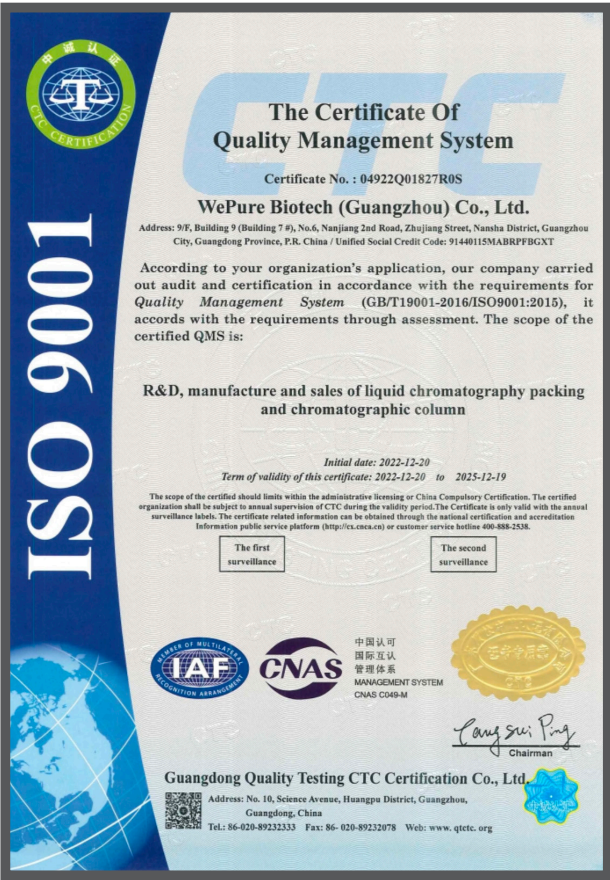 中诚认证
CTC CERTIFICATION
ISO 9001
CTC
The Certificate Of
Quality Management System
Certificate No. : 04922Q01827R0S
WePure Biotech (Guangzhou) Co., Ltd.
Address: 9/F, Building 9 (Building 7 #), No.6, Nanjiang 2nd Road, Zhujiang Street, Nansha District, Guangzhou
City, Guangdong Province, P.R. China / Unified Social Credit Code: 91440115MABRPFBGXT
According to your organization's application, our company carried
out audit and certification in accordance with the requirements for
Quality Management System (GB/T19001-2016/ISO9001:2015), it
accords with the requirements through assessment. The scope of the
certified QMS is:
R&D, manufacture and sales of liquid chromatography packing
and chromatographic column
Initial date: 2022-12-20
Term of validity of this certificate: 2022-12-20 to 2025-12-19
The scope of the certified should limits within the administrative licensing or China Compulsory Certification. The certified
organization shall be subject to annual supervision of CTC during the validity period.The Certificate is only valid with the annual
surveillance labels. The certificate related information can be obtained through the national certification and accreditation
Information public service platform (http://cx.cnca.cn) or customer service hotline 400-888-2538.
The first
surveillance
The second
surveillance
MEMBER OF MULTILATERAL
IAF
RECOGNITION ARRANGEMENT
CNAS
中国认可
国际互认
管理体系
MANAGEMENT SYSTEM
CNAS C049-M
Chairman
Guangdong Quality Testing CTC Certification Co., Ltd.
Address: No. 10, Science Avenue, Huangpu District, Guangzhou,
Guangdong, China
Tel.: 86-020-89232333 Fax: 86- 020-89232078 Web: www. qtctc. org